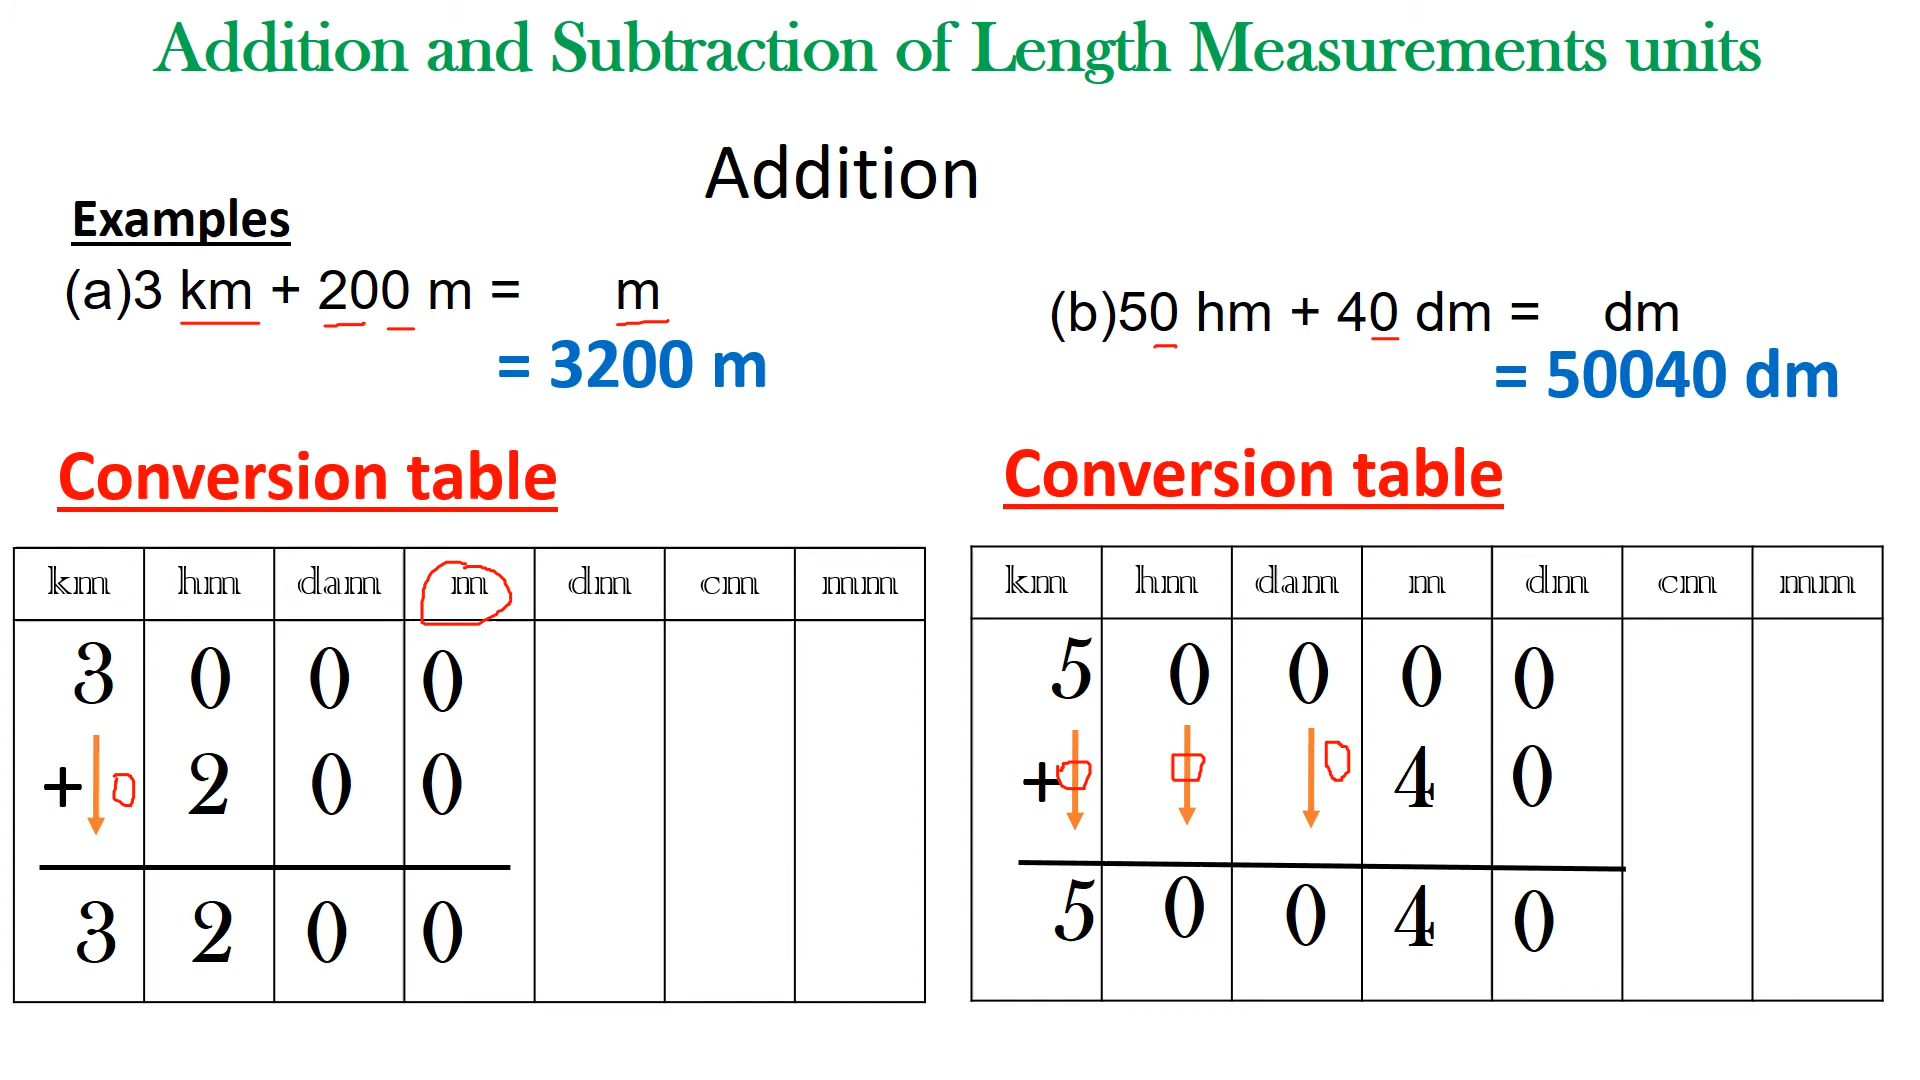 Addition and Subtraction of Length Measurements units
Addition
Examples
(a)3 km + 200 m = m
= 3200 m
(b)50 hm + 40 dm = dm
= 50040 dm
Conversion table
km hm dam m dm cm mm
3 0 0 0
+ 0 2 0 0
3 2 0 0
Conversion table
km hm dam m dm cm mm
5 0 0 0 0
+ 0 0 0 4 0
5 0 0 4 0